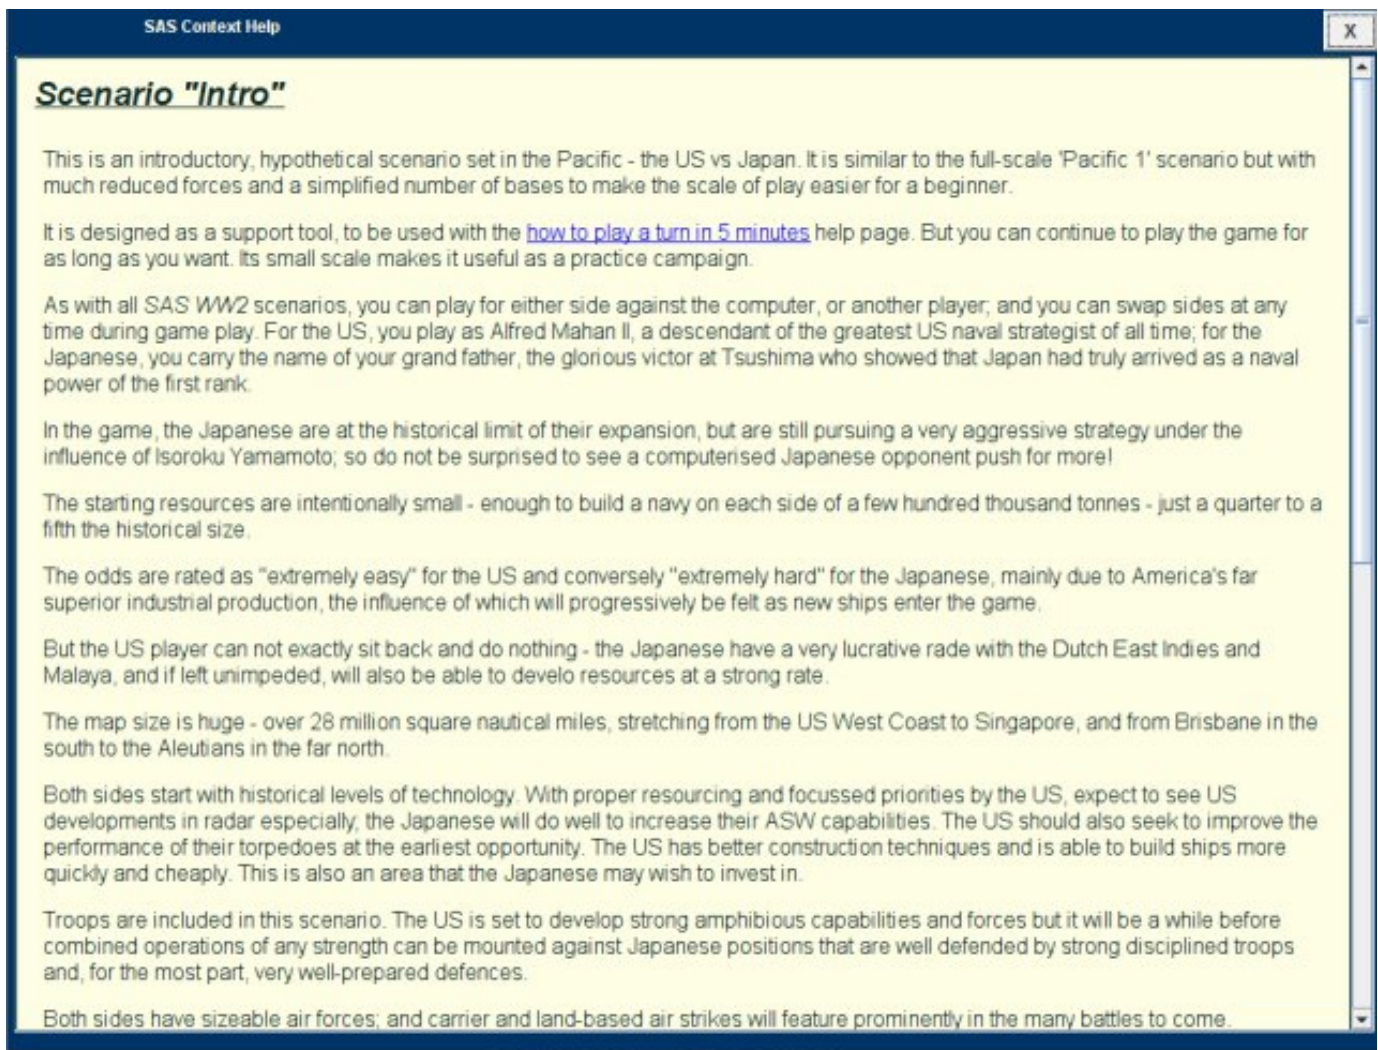 SAS Context Help
X
Scenario "Intro"
This is an introductory, hypothetical scenario set in the Pacific - the US vs Japan. It is similar to the full-scale 'Pacific 1' scenario but with
much reduced forces and a simplified number of bases to make the scale of play easier for a beginner.
It is designed as a support tool, to be used with the how to play a turn in 5 minutes help page. But you can continue to play the game for
as long as you want. Its small scale makes it useful as a practice campaign.
As with all SAS WW2 scenarios, you can play for either side against the computer, or another player; and you can swap sides at any
time during game play. For the US, you play as Alfred Mahan II, a descendant of the greatest US naval strategist of all time; for the
Japanese, you carry the name of your grand father, the glorious victor at Tsushima who showed that Japan had truly arrived as a naval
power of the first rank.
In the game, the Japanese are at the historical limit of their expansion, but are still pursuing a very aggressive strategy under the
influence of Isoroku Yamamoto; so do not be surprised to see a computerised Japanese opponent push for more!
The starting resources are intentionally small - enough to build a navy on each side of a few hundred thousand tonnes - just a quarter to a
fifth the historical size.
The odds are rated as "extremely easy" for the US and conversely "extremely hard" for the Japanese, mainly due to America's far
superior industrial production, the influence of which will progressively be felt as new ships enter the game.
But the US player can not exactly sit back and do nothing - the Japanese have a very lucrative rade with the Dutch East Indies and
Malaya, and if left unimpeded, will also be able to develo resources at a strong rate.
The map size is huge - over 28 million square nautical miles, stretching from the US West Coast to Singapore, and from Brisbane in the
south to the Aleutians in the far north.
Both sides start with historical levels of technology. With proper resourcing and focussed priorities by the US, expect to see US
developments in radar especially; the Japanese will do well to increase their ASW capabilities. The US should also seek to improve the
performance of their torpedoes at the earliest opportunity. The US has better construction techniques and is able to build ships more
quickly and cheaply. This is also an area that the Japanese may wish to invest in.
Troops are included in this scenario. The US is set to develop strong amphibious capabilities and forces but it will be a while before
combined operations of any strength can be mounted against Japanese positions that are well defended by strong disciplined troops
and, for the most part, very well-prepared defences.
Both sides have sizeable air forces; and carrier and land-based air strikes will feature prominently in the many battles to come.